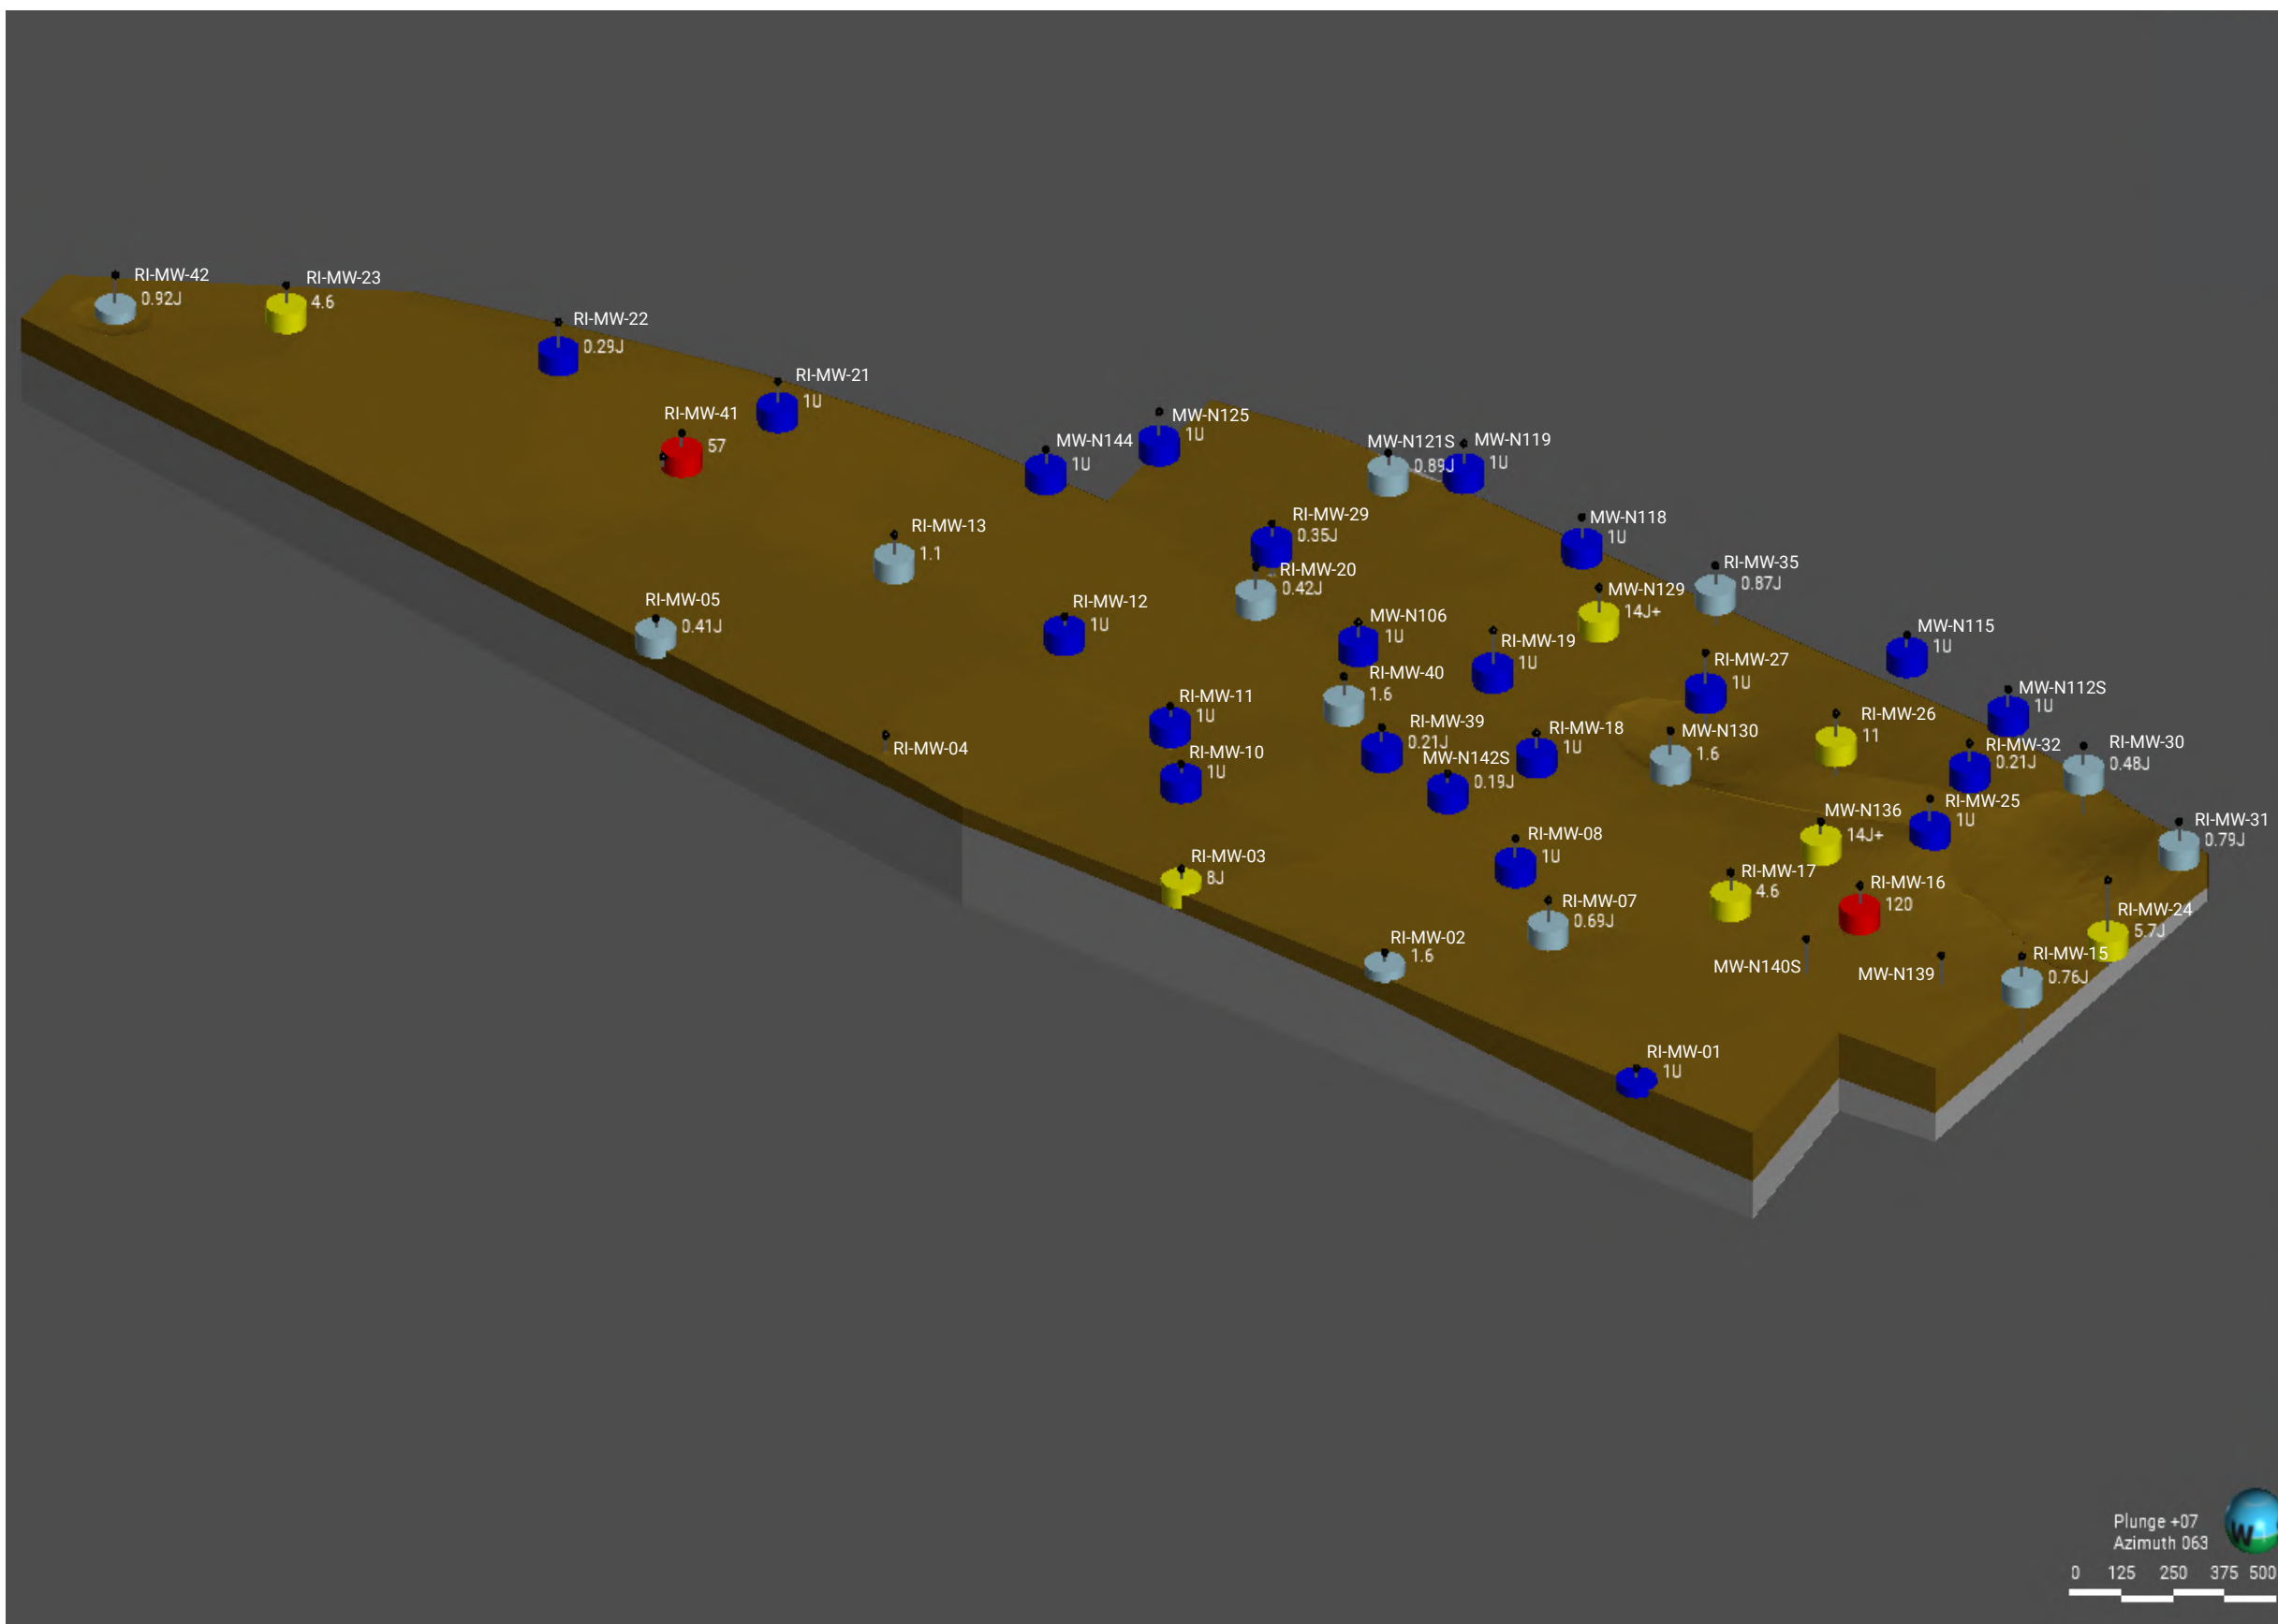 RI-MW-42
0.92J
RI-MW-23
4.6
RI-MW-22
0.29J
RI-MW-21
1U
RI-MW-41
57
MW-N144
1U
MW-N125
1U
MW-N121S
0.89J
MW-N119
1U
RI-MW-13
1.1
RI-MW-29
0.35J
MW-N118
1U
RI-MW-20
0.42J
RI-MW-35
0.87J
RI-MW-05
0.41J
RI-MW-12
1U
MW-N106
1U
MW-N129
14J+
RI-MW-19
1U
MW-N115
1U
RI-MW-27
1U
RI-MW-40
1.6
RI-MW-11
1U
MW-N112S
1U
RI-MW-39
0.21J
RI-MW-18
1U
MW-N130
1.6
RI-MW-26
11
RI-MW-04
RI-MW-10
1U
MW-N142S
0.19J
RI-MW-32
0.21J
RI-MW-30
0.48J
RI-MW-25
1U
MW-N136
14J+
RI-MW-31
0.79J
RI-MW-08
1U
RI-MW-03
8J
RI-MW-17
4.6
RI-MW-16
120
RI-MW-07
0.69J
RI-MW-24
5.7J
RI-MW-02
1.6
MW-N140S
MW-N139
RI-MW-15
0.76J
RI-MW-01
1U
Plunge +07
Azimuth 063
W
0 125 250 375 500